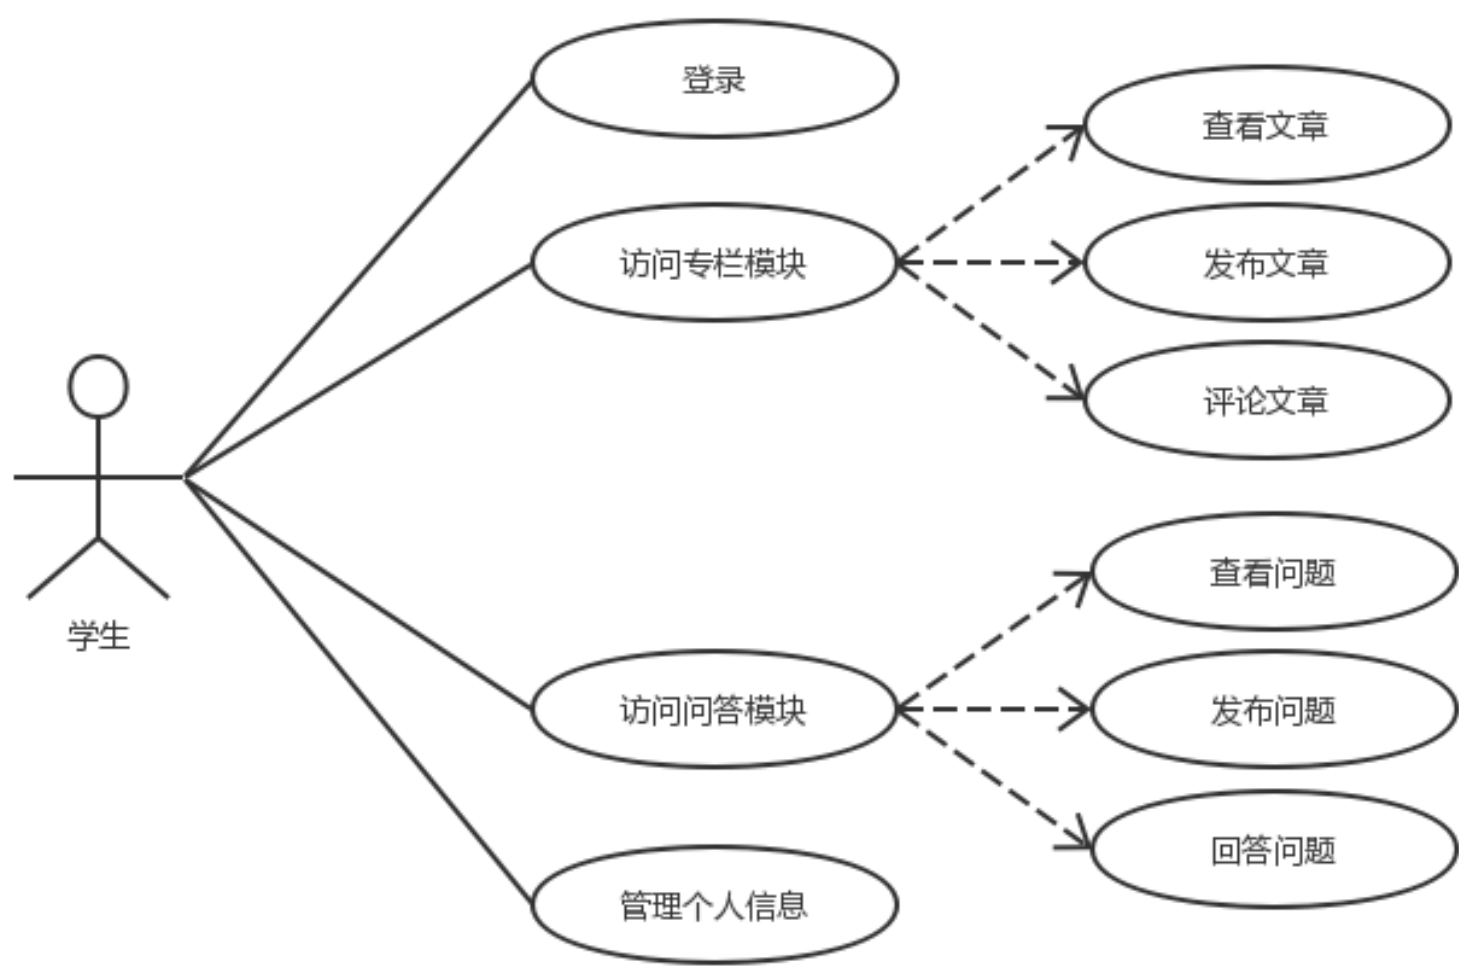 登录
查看文章
访问专栏模块
发布文章
评论文章
学生
查看问题
访问问答模块
发布问题
回答问题
管理个人信息